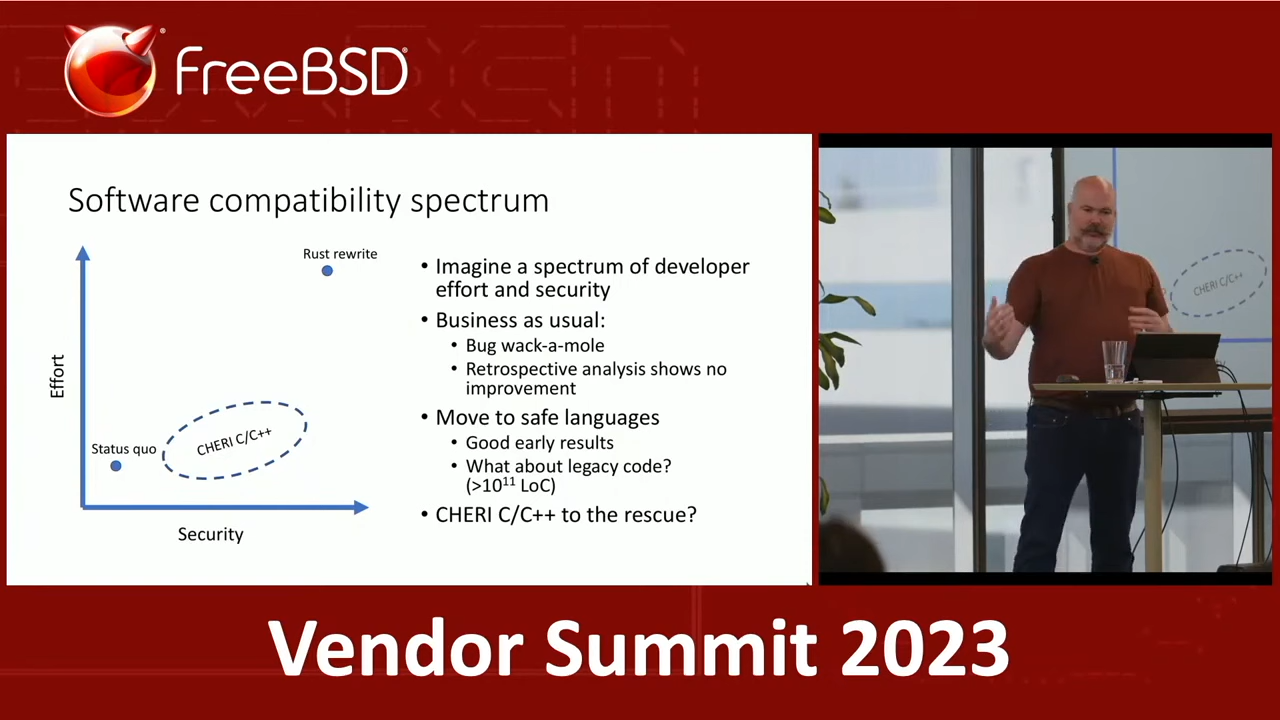 FreeBSD®
Software compatibility spectrum
Rust rewrite
Effort
Status quo
CHERI C/C++
Security
• Imagine a spectrum of developer
effort and security
• Business as usual:
• Bug wack-a-mole
• Retrospective analysis shows no
improvement
• Move to safe languages
• Good early results
• What about legacy code?
(>10¹¹ LoC)
• CHERI C/C++ to the rescue?
CHERI C/C++
Vendor Summit 2023